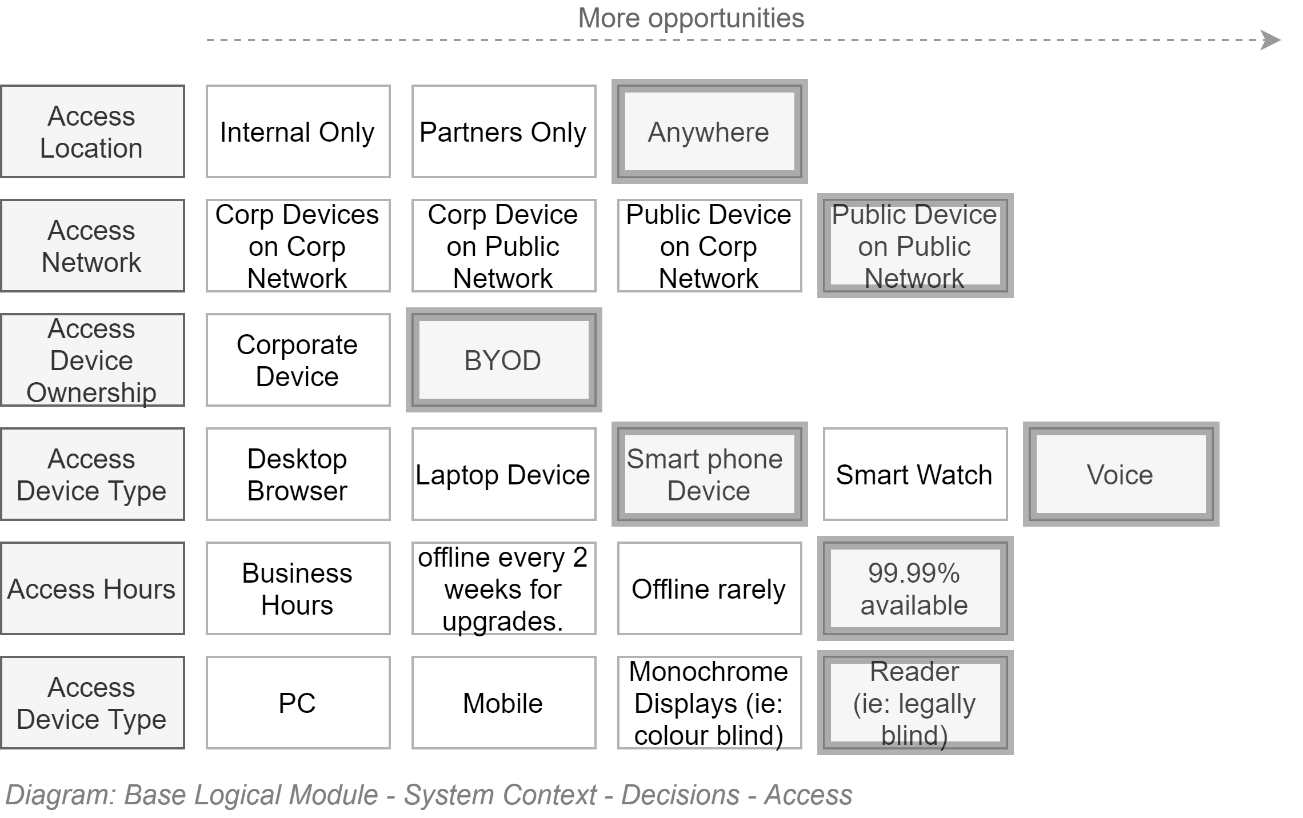 More opportunities
Access
Location
Internal Only
Partners Only
Anywhere
Access
Network
Corp Devices
on Corp
Network
Corp Device
on Public
Network
Public Device
on Corp
Network
Public Device
on Public
Network
Access
Device
Ownership
Corporate
Device
BYOD
Access
Device Type
Desktop
Browser
Laptop Device
Smart phone
Device
Smart Watch
Voice
Access Hours
Business
Hours
offline every 2
weeks for
upgrades.
Offline rarely
99.99%
available
Access
Device Type
PC
Mobile
Monochrome
Displays (ie:
colour blind)
Reader
(ie: legally
blind)
Diagram: Base Logical Module - System Context - Decisions - Access